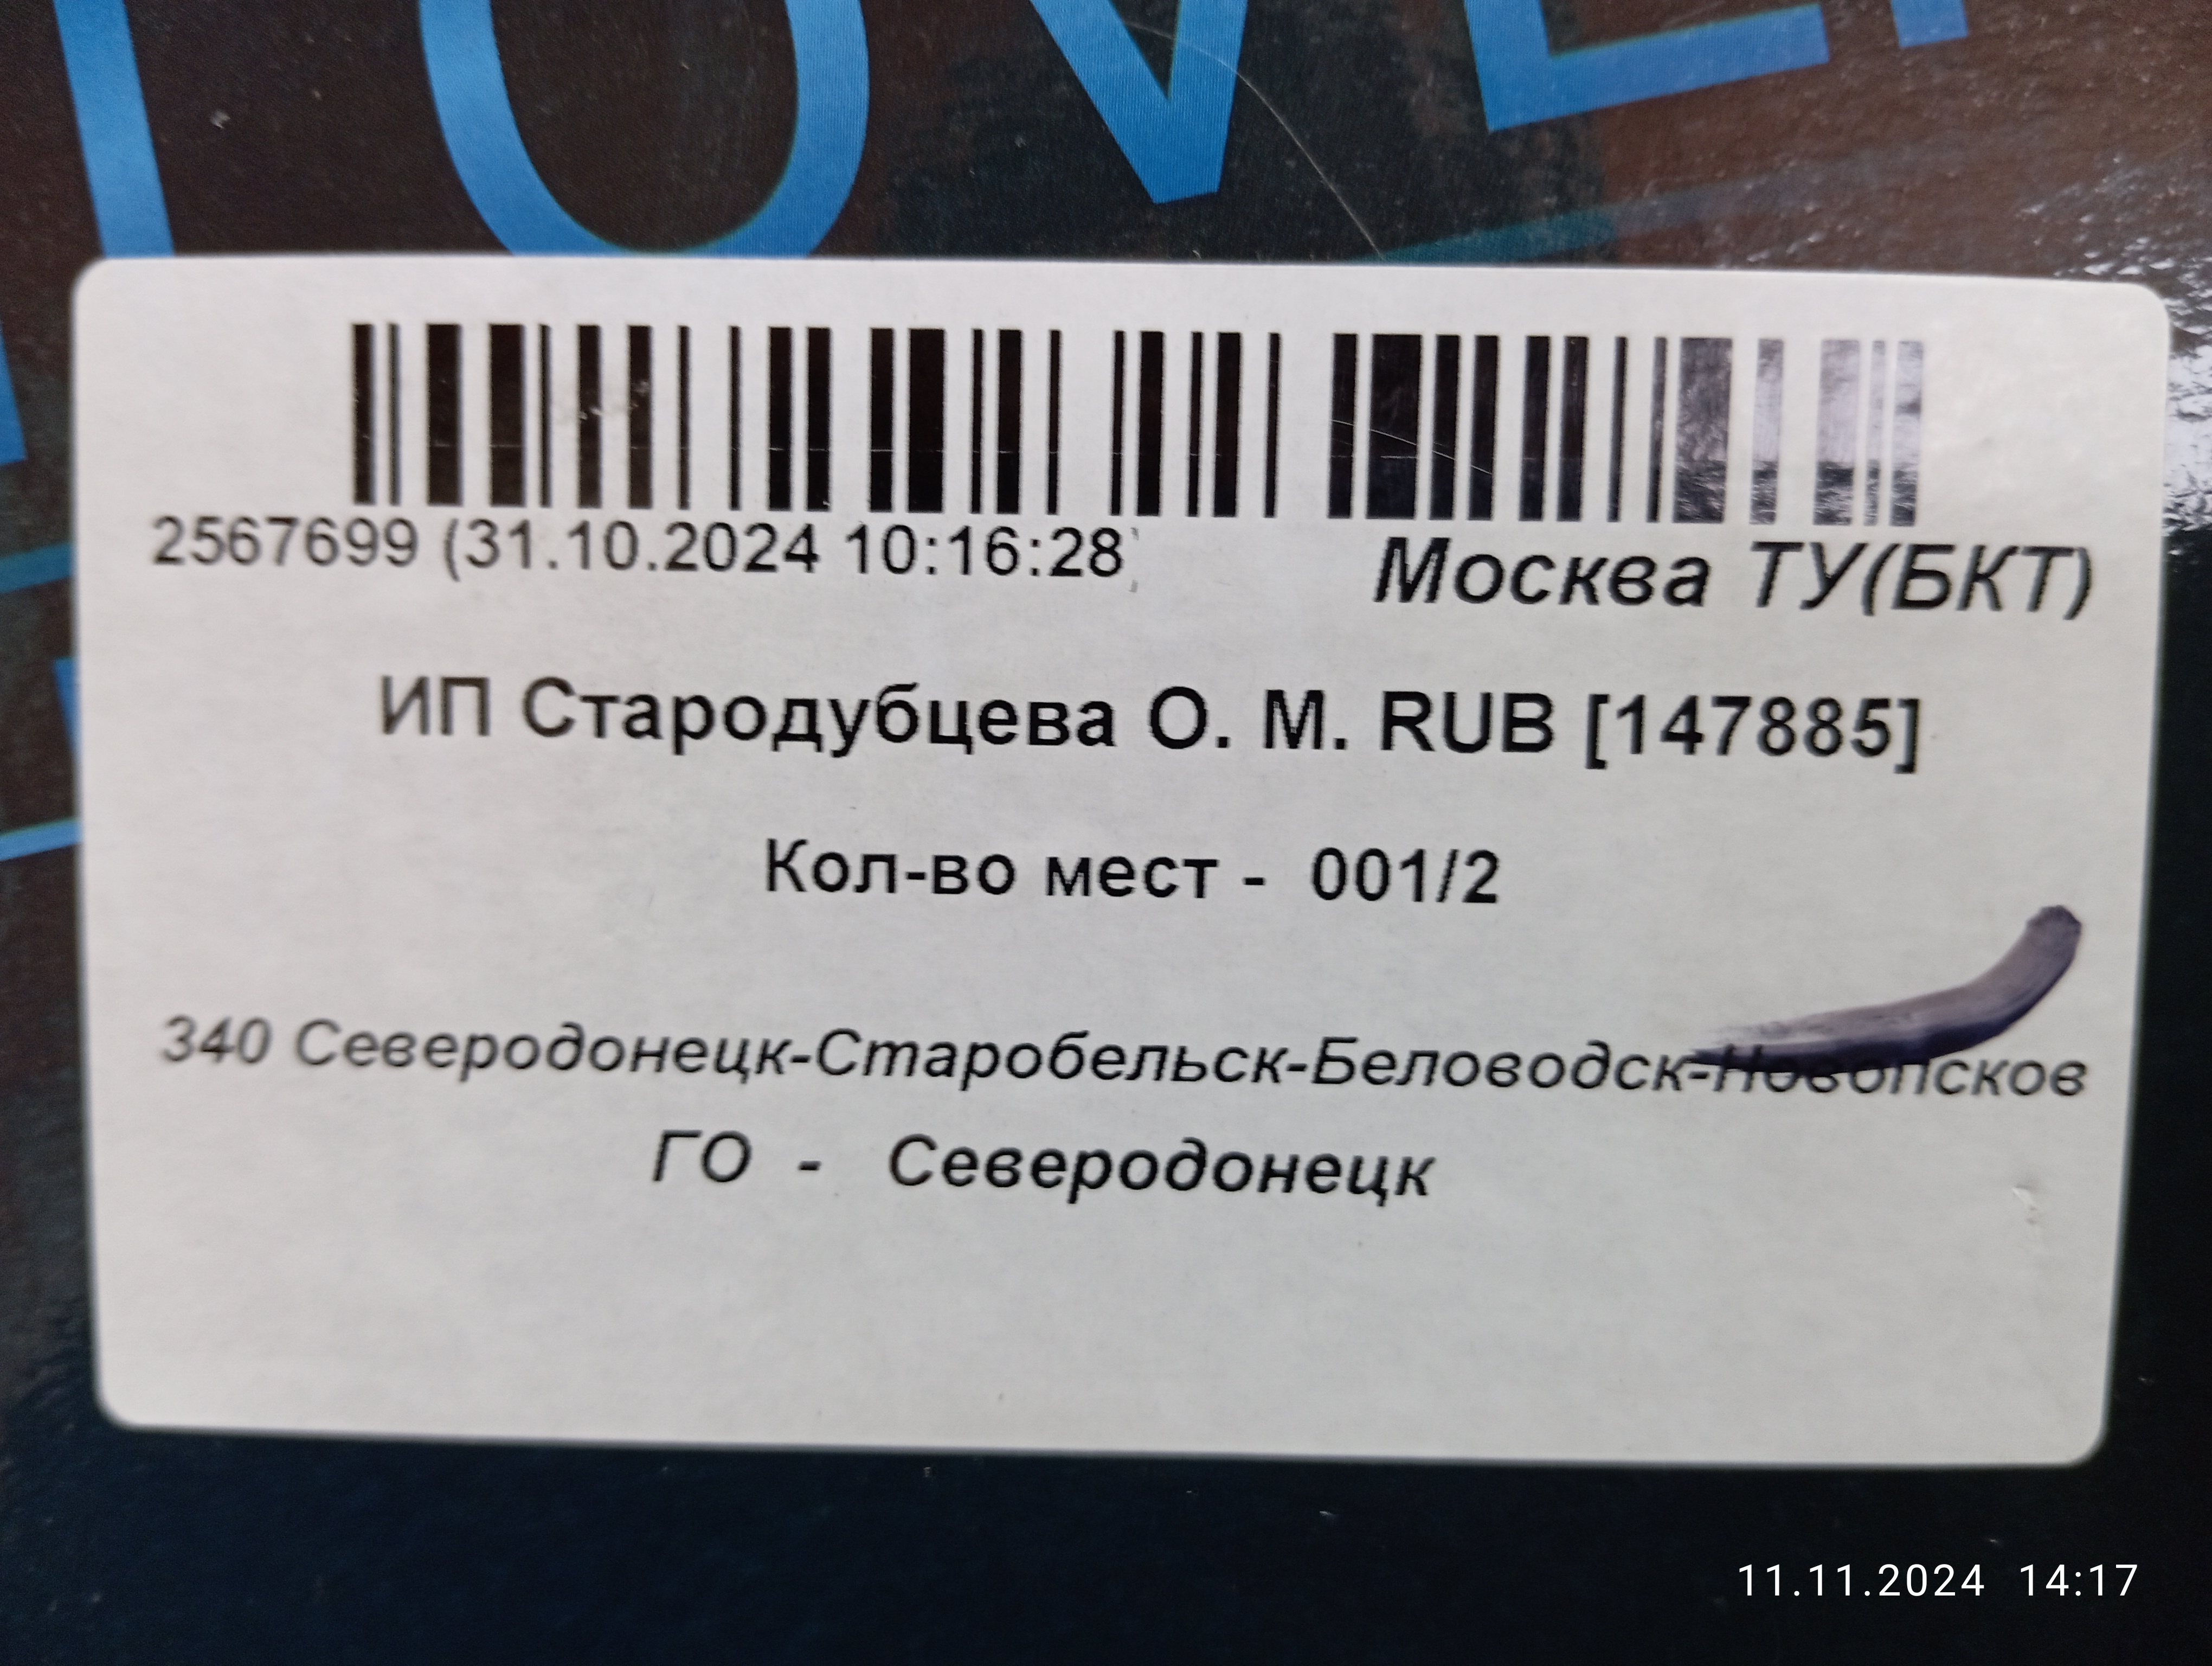 2567699 (31.10.2024 10:16:28)
Москва ТУ(БКТ)
ИП Стародубцева О. М. RUB [147885]
Кол-во мест - 001/2
340 Северодонецк-Старобельск-Беловодск-Новопсков
ГО - Северодонецк
11.11.2024 14:17